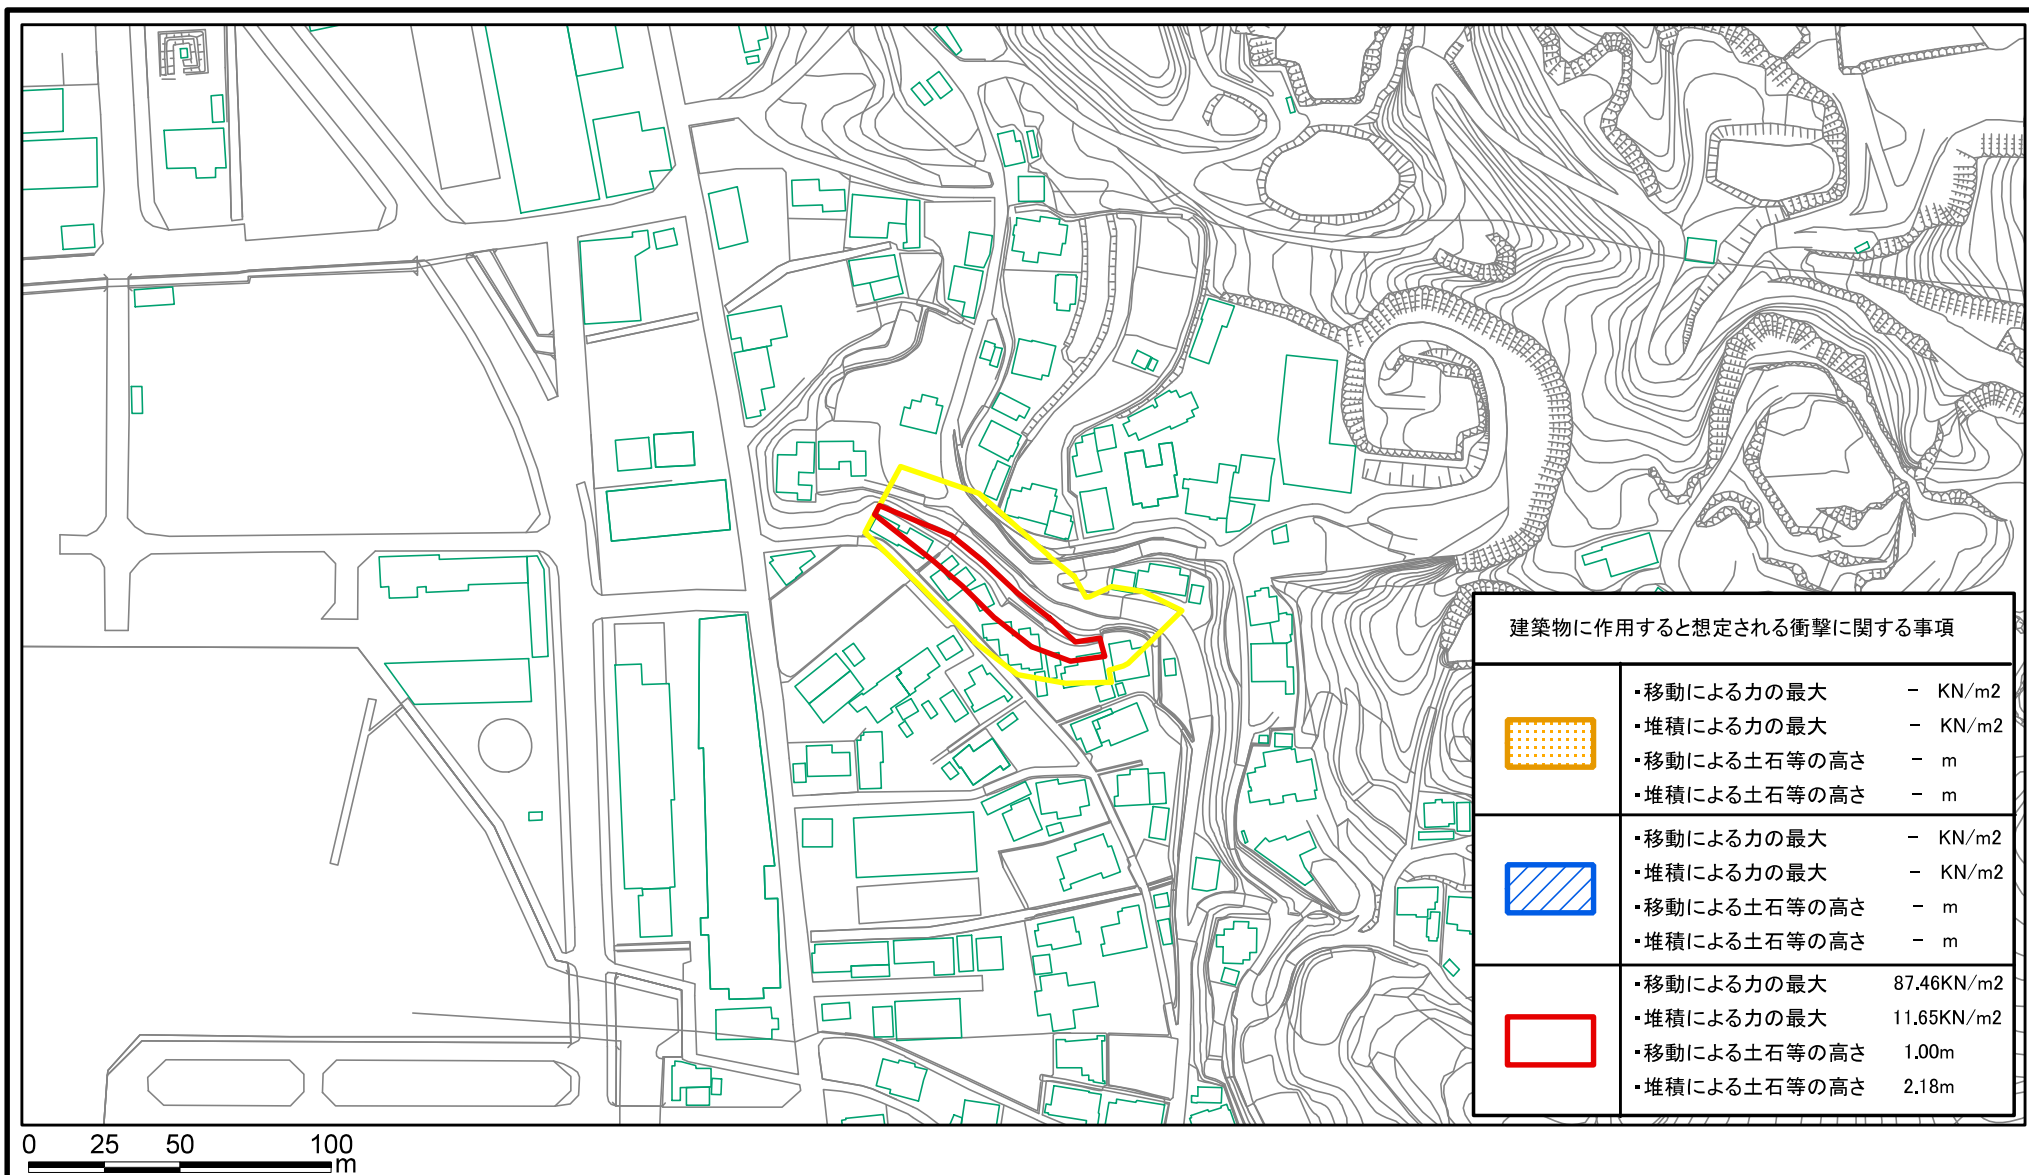 建築物に作用すると想定される衝撃に関する事項
・移動による力の最大 － KN/m2
・堆積による力の最大 － KN/m2
・移動による土石等の高さ － m
・堆積による土石等の高さ － m
・移動による力の最大 － KN/m2
・堆積による力の最大 － KN/m2
・移動による土石等の高さ － m
・堆積による土石等の高さ － m
・移動による力の最大 87.46KN/m2
・堆積による力の最大 11.65KN/m2
・移動による土石等の高さ 1.00m
・堆積による土石等の高さ 2.18m
0 25 50 100
m